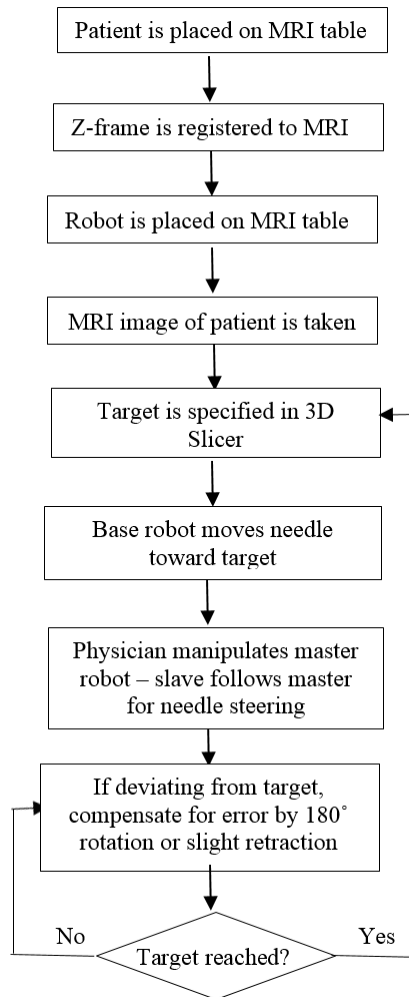 Patient is placed on MRI table
Z-frame is registered to MRI
Robot is placed on MRI table
MRI image of patient is taken
Target is specified in 3D
Slicer
Base robot moves needle
toward target
Physician manipulates master
robot – slave follows master
for needle steering
If deviating from target,
compensate for error by 180˚
rotation or slight retraction
No
Yes
Target reached?